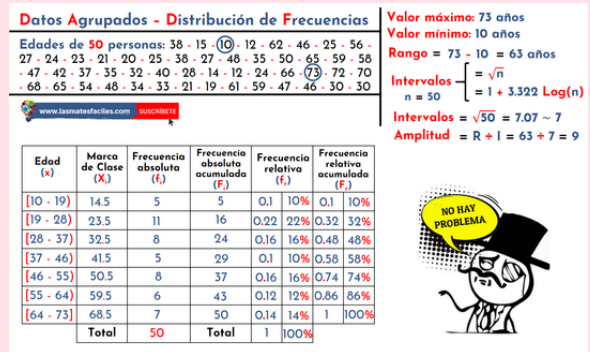 Datos Agrupados - Distribución de Frecuencias
Edades de 50 personas: 38 - 15 - 10 - 12 - 62 - 46 - 25 - 56 -
27 - 24 - 23 - 21 - 20 - 25 - 38 - 27 - 48 - 35 - 50 - 65 - 59 - 58
- 47 - 42 - 37 - 35 - 32 - 40 - 28 - 14 - 12 - 24 - 66 - 73 - 72 - 70
- 68 - 65 - 54 - 48 - 34 - 33 - 21 - 19 - 61 - 59 - 47 - 46 - 30 - 30
www.lasmatesfaciles.com SUSCRÍBETE
Valor máximo: 73 años
Valor mínimo: 10 años
Rango = 73 - 10 = 63 años
Intervalos = √n
n = 50 = 1 + 3.322 Log(n)
Intervalos = √50 = 7.07 ~ 7
Amplitud = R ÷ I = 63 ÷ 7 = 9
Edad (x) Marca de Clase (Xi) Frecuencia absoluta (fi) Frecuencia absoluta acumulada (Fi) Frecuencia relativa (fr) Frecuencia relativa acumulada (Fr)
[10 - 19) 14.5 5 5 0.1 10% 0.1 10%
[19 - 28) 23.5 11 16 0.22 22% 0.32 32%
[28 - 37) 32.5 8 24 0.16 16% 0.48 48%
[37 - 46) 41.5 5 29 0.1 10% 0.58 58%
[46 - 55) 50.5 8 37 0.16 16% 0.74 74%
[55 - 64) 59.5 6 43 0.12 12% 0.86 86%
[64 - 73] 68.5 7 50 0.14 14% 1 100%
Total 50 Total 1 100%
NO HAY
PROBLEMA